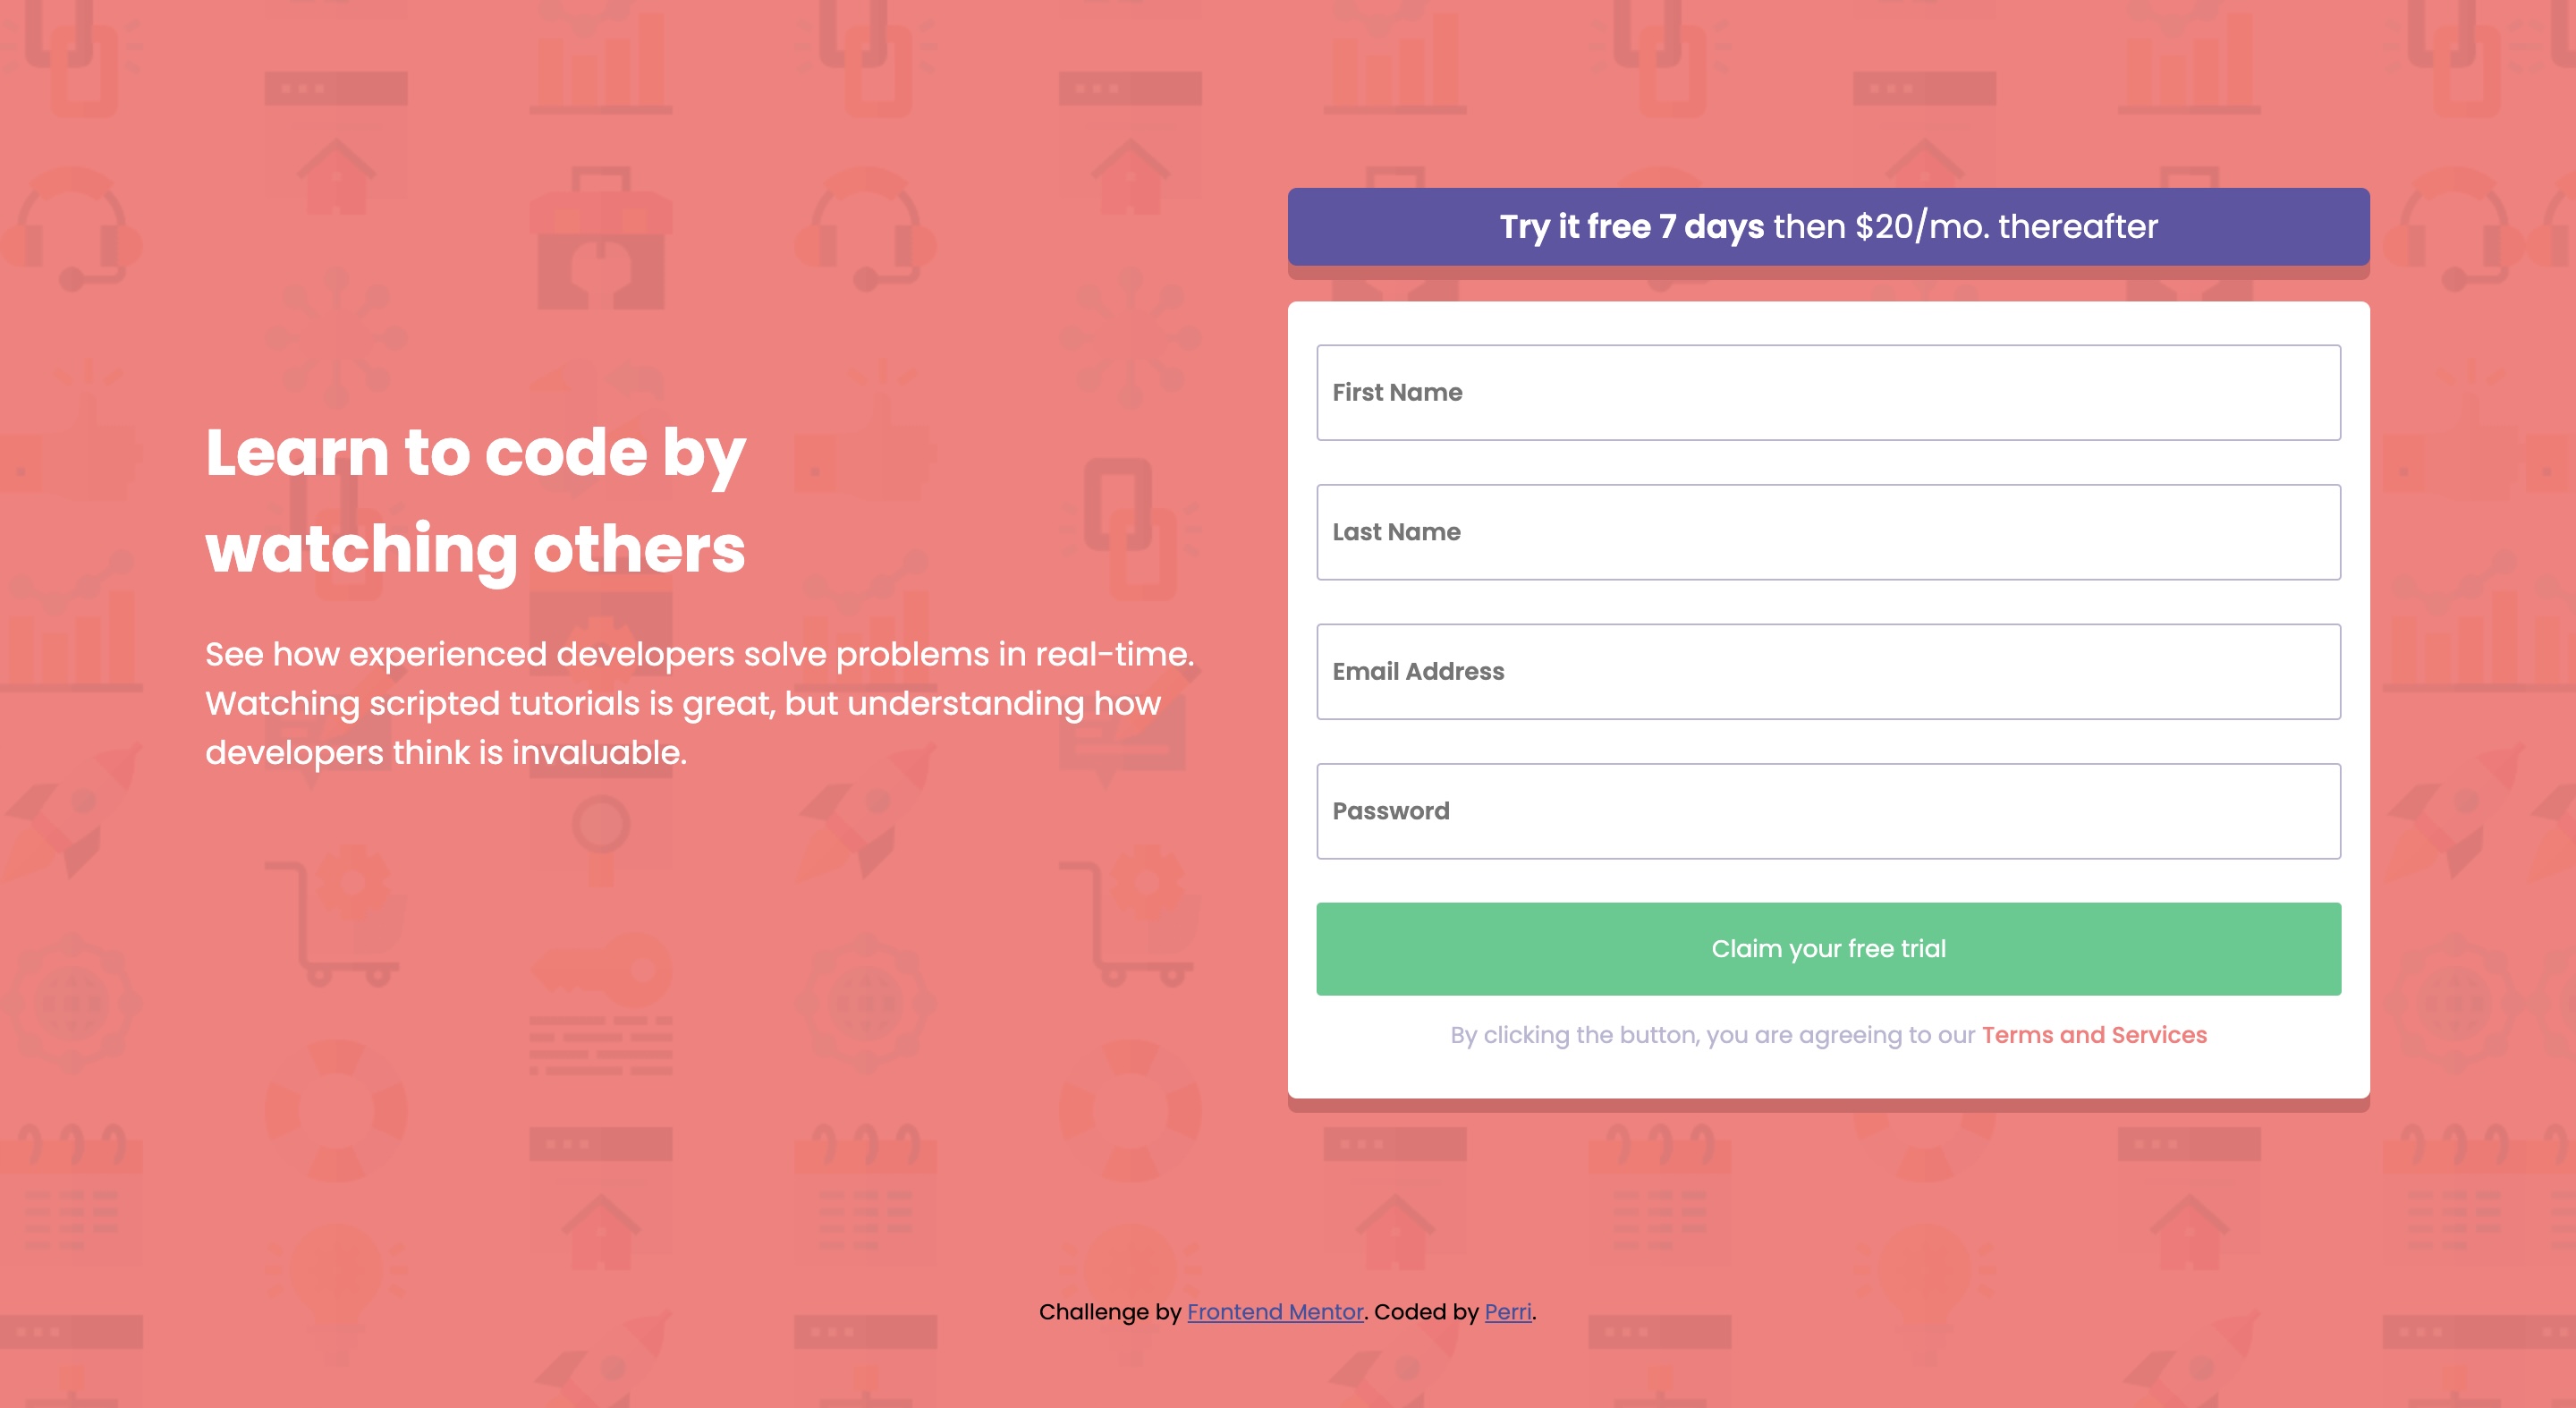 Learn to code by
watching others
See how experienced developers solve problems in real-time.
Watching scripted tutorials is great, but understanding how
developers think is invaluable.
Try it free 7 days then $20/mo. thereafter
First Name
Last Name
Email Address
Password
Claim your free trial
By clicking the button, you are agreeing to our Terms and Services
Challenge by Frontend Mentor. Coded by Perri.